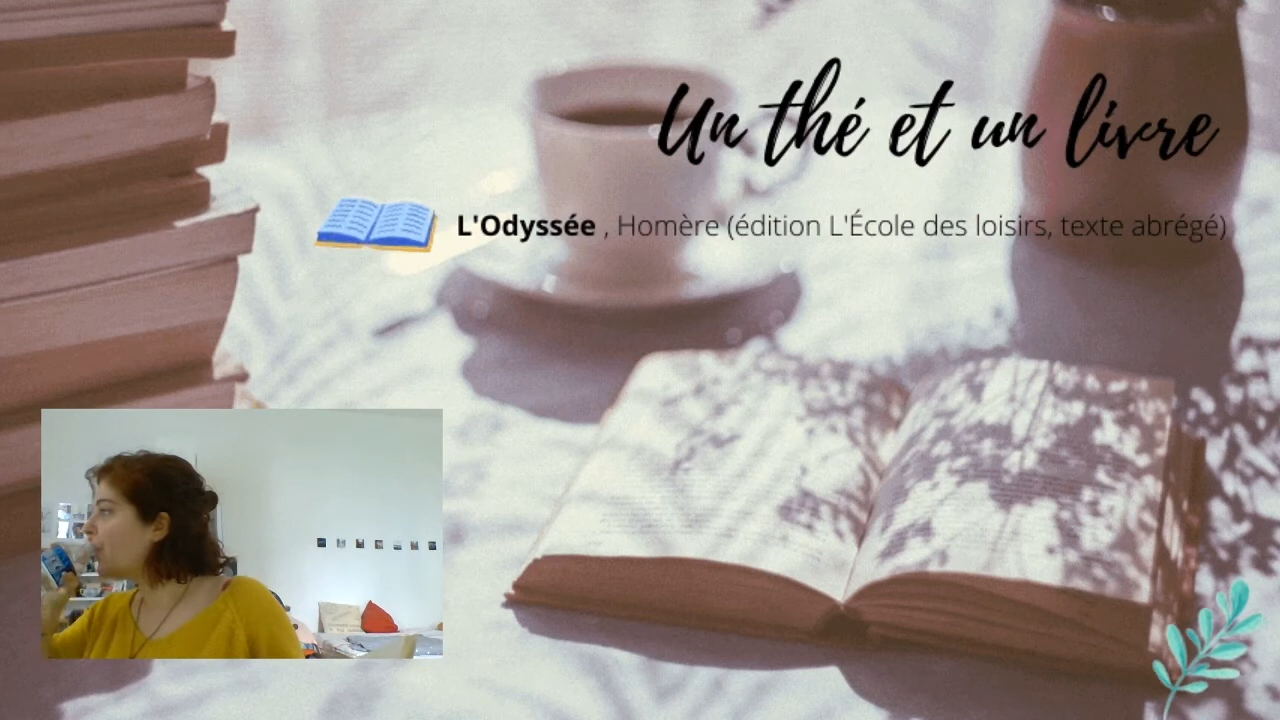 Un thé et un livre
L'Odyssée , Homère (édition L'École des loisirs, texte abrégé)